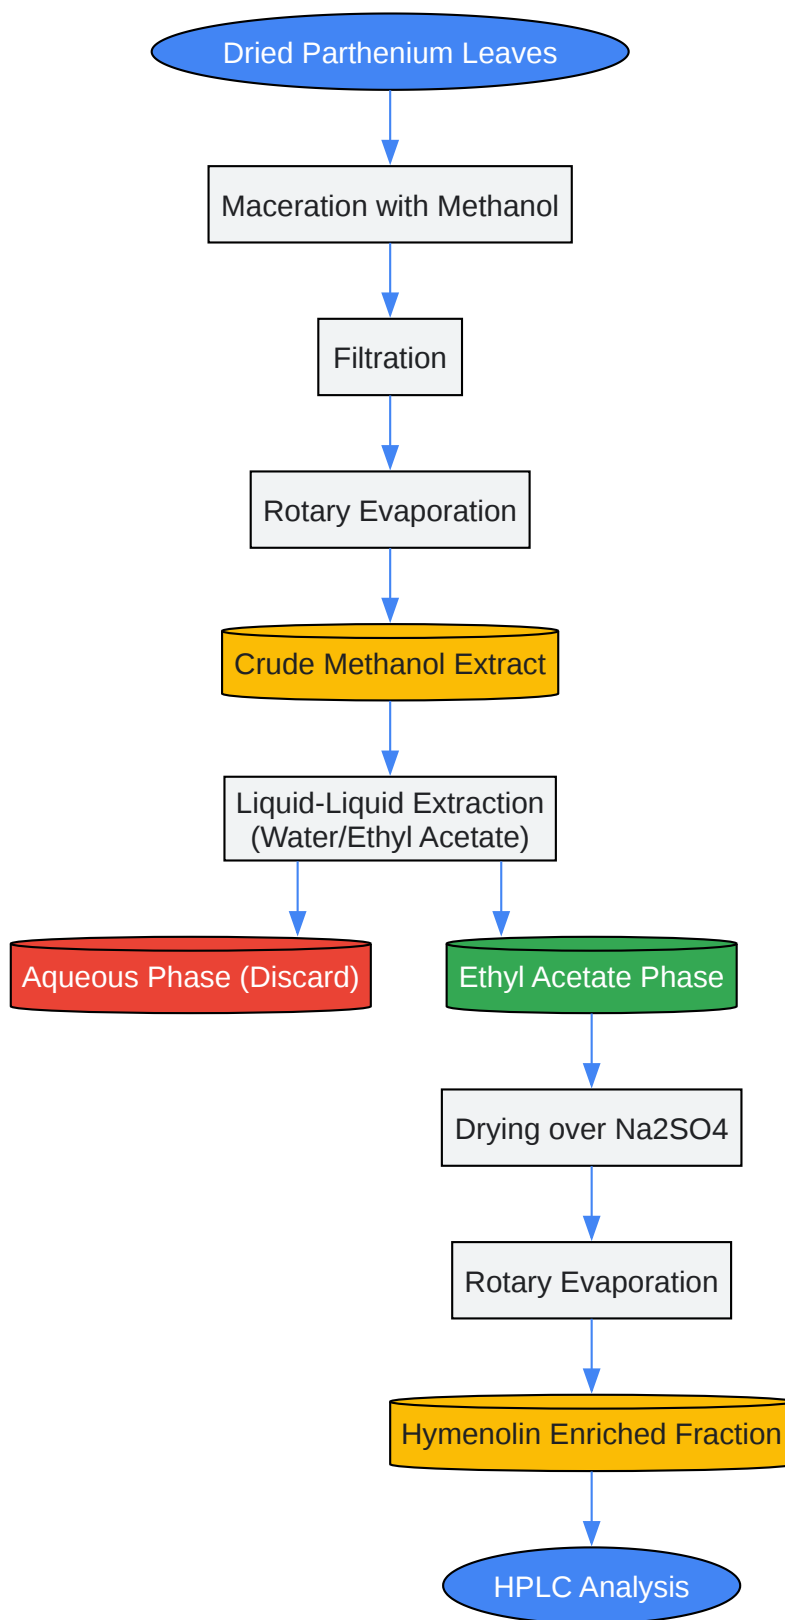 Dried Parthenium Leaves
Maceration with Methanol
Filtration
Rotary Evaporation
Crude Methanol Extract
Liquid-Liquid Extraction
(Water/Ethyl Acetate)
Aqueous Phase (Discard)
Ethyl Acetate Phase
Drying over Na2SO4
Rotary Evaporation
Hymenolin Enriched Fraction
HPLC Analysis